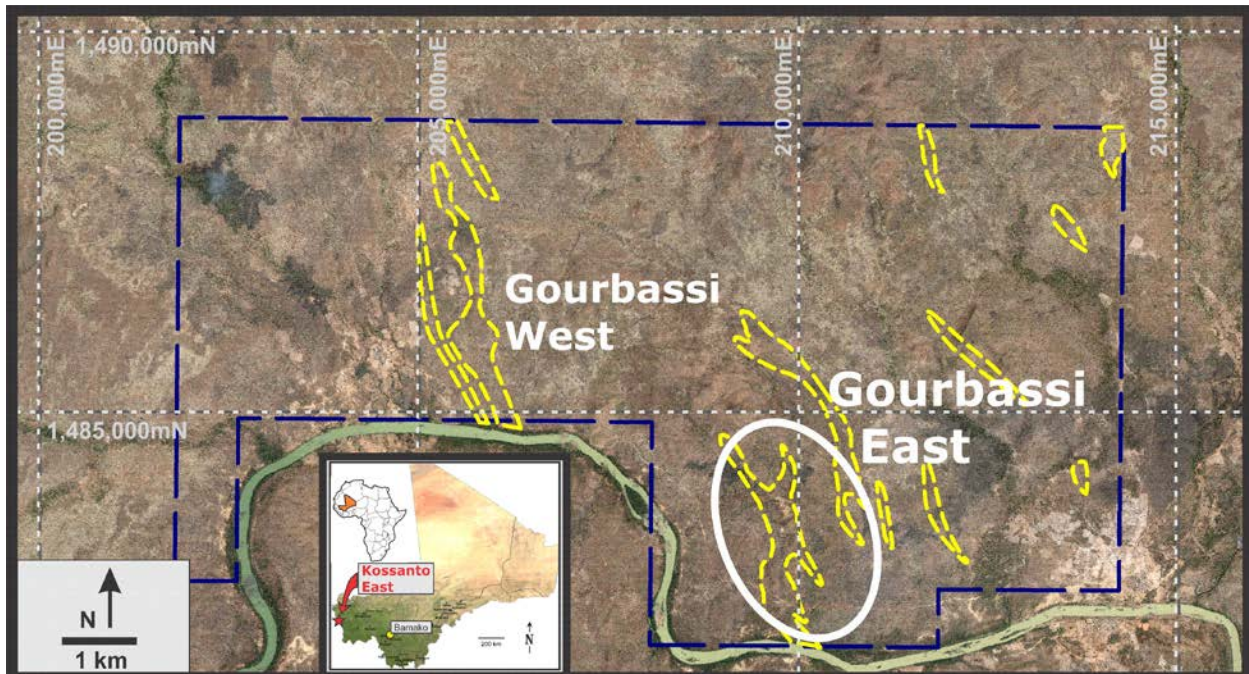 1,490,000mN
200,000mE
205,000mE
210,000mE
215,000mE
Gourbassi
West
Gourbassi
East
1,485,000mN
Kossanto
East
Bamako
200 km
N
N
1 km